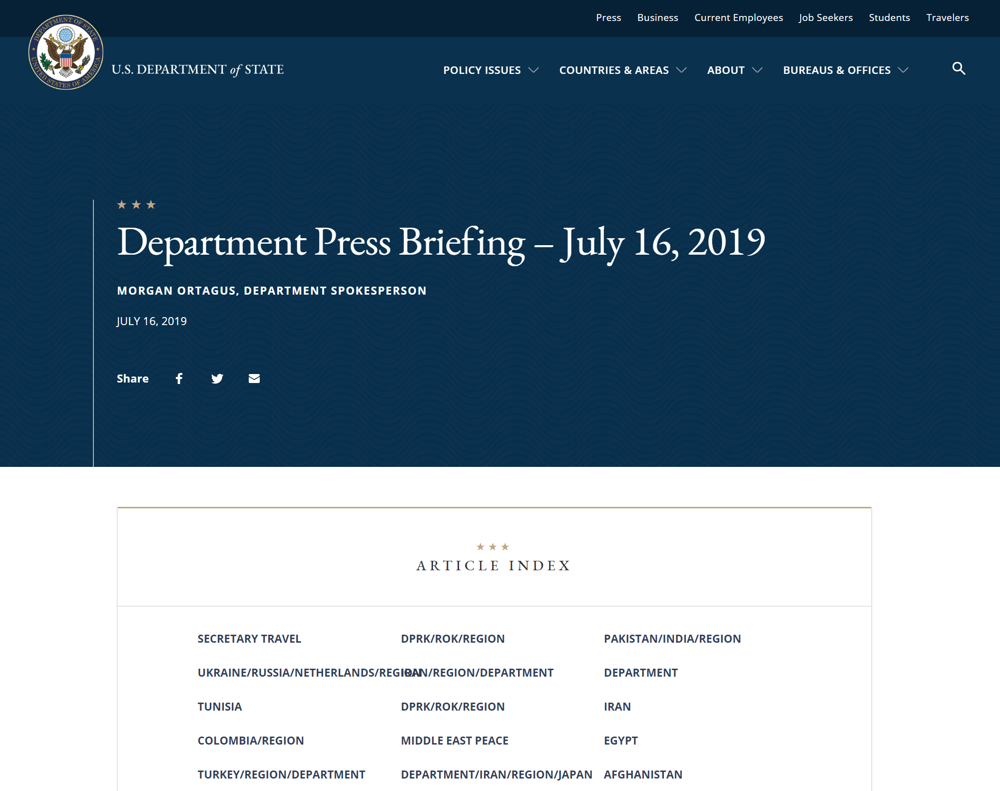 Press Business Current Employees Job Seekers Students Travelers
DEPARTMENT OF STATE
UNITED STATES OF AMERICA
U.S. DEPARTMENT of STATE
POLICY ISSUES COUNTRIES & AREAS ABOUT BUREAUS & OFFICES
Department Press Briefing – July 16, 2019
MORGAN ORTAGUS, DEPARTMENT SPOKESPERSON
JULY 16, 2019
Share
ARTICLE INDEX
SECRETARY TRAVEL DPRK/ROK/REGION PAKISTAN/INDIA/REGION
UKRAINE/RUSSIA/NETHERLANDS/REGION IRAN/REGION/DEPARTMENT DEPARTMENT
TUNISIA DPRK/ROK/REGION IRAN
COLOMBIA/REGION MIDDLE EAST PEACE EGYPT
TURKEY/REGION/DEPARTMENT DEPARTMENT/IRAN/REGION/JAPAN AFGHANISTAN